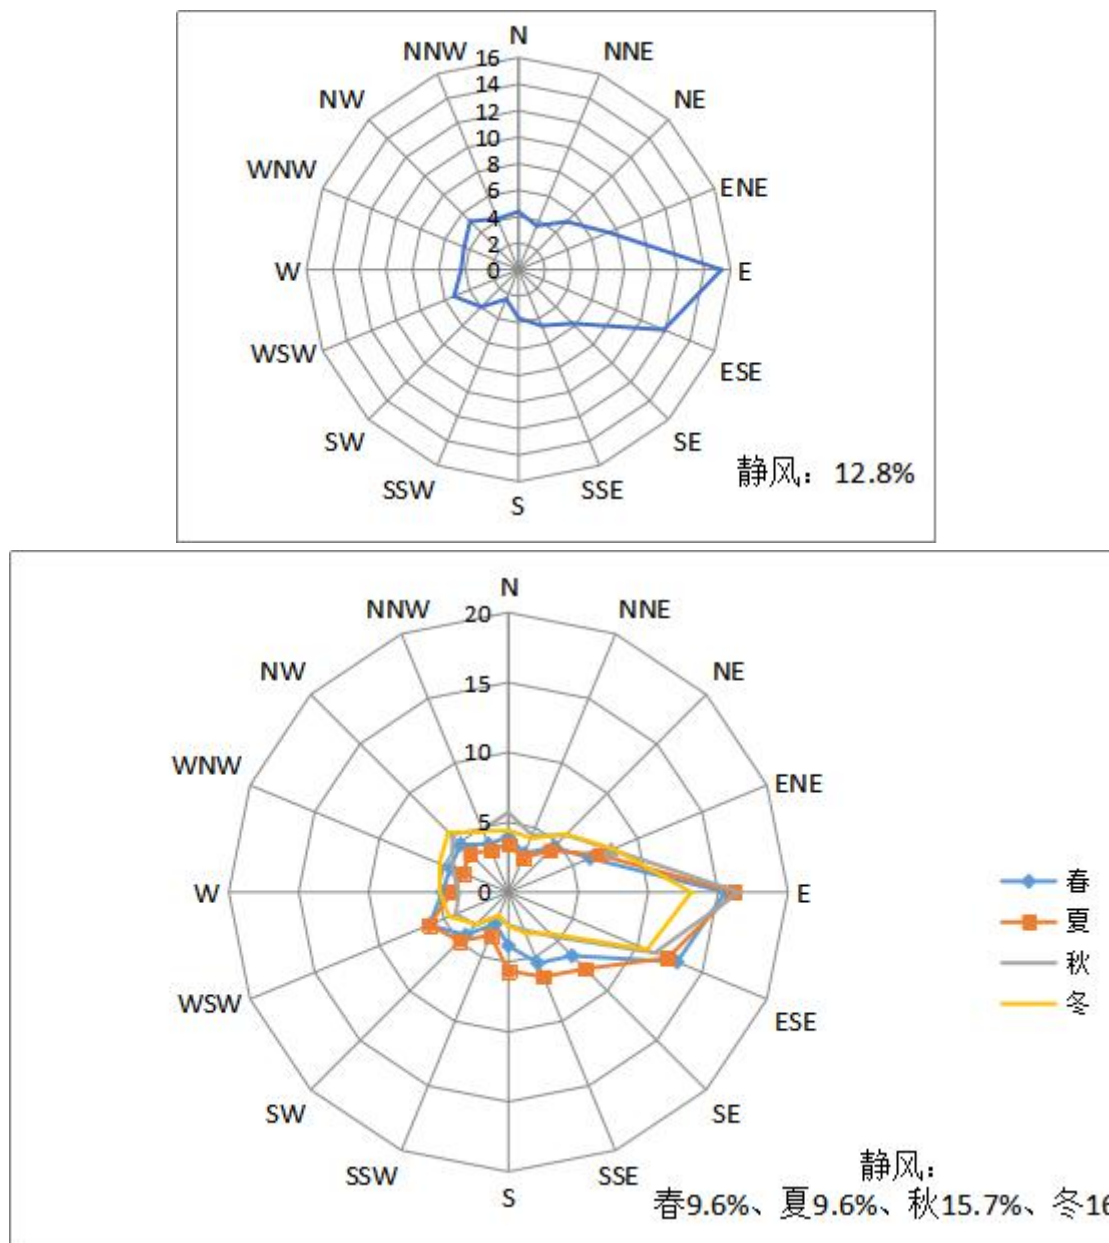 N
NNW
NNE
16
14
12
10
8
6
4
2
0
NW
NE
WNW
ENE
W
E
WSW
ESE
SW
SE
SSW
SSE
S
静风：12.8%
N
NNW
NNE
20
15
10
5
0
NW
NE
WNW
ENE
W
E
春
夏
秋
冬
WSW
ESE
SW
SE
SSW
SSE
S
静风：
春9.6%、夏9.6%、秋15.7%、冬16